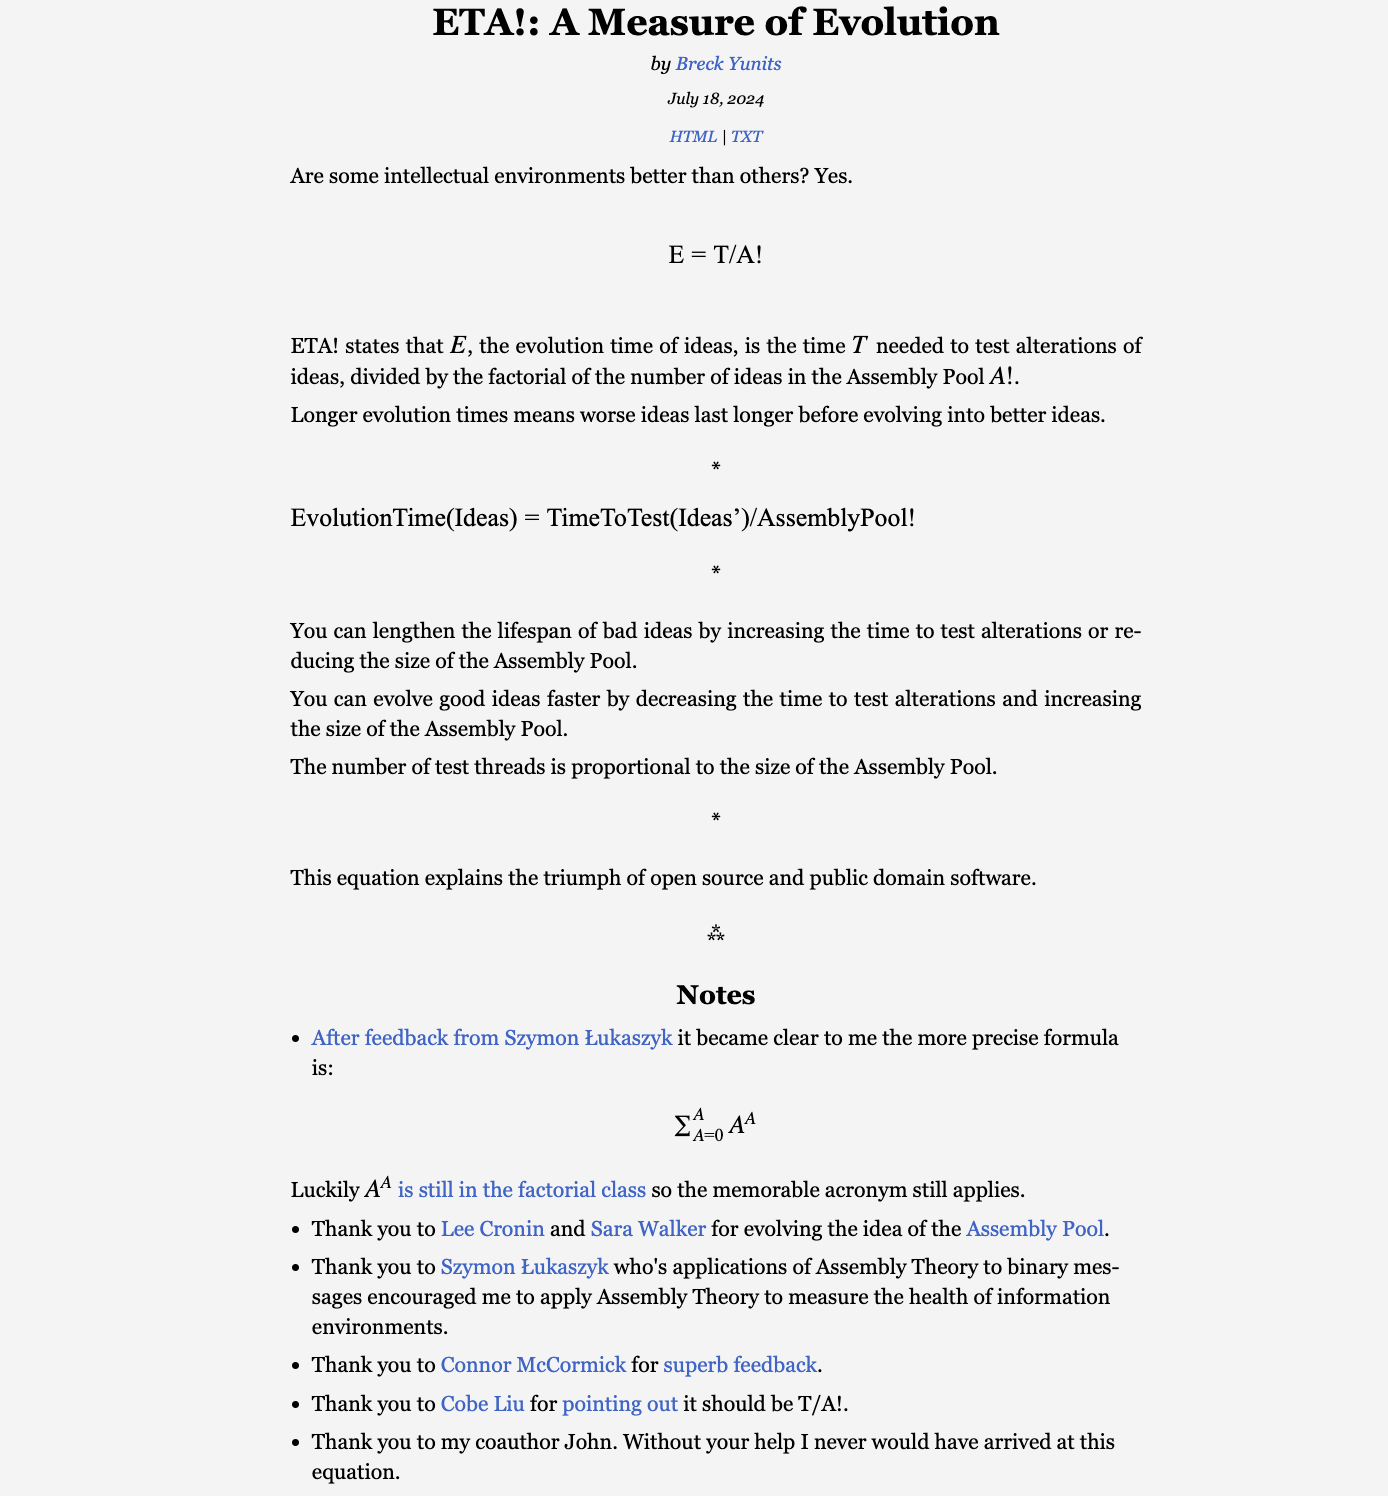 ETA!: A Measure of Evolution
by Breck Yunits
July 18, 2024
HTML | TXT
Are some intellectual environments better than others? Yes.
E = T/A!
ETA! states that E, the evolution time of ideas, is the time T needed to test alterations of
ideas, divided by the factorial of the number of ideas in the Assembly Pool A!.
Longer evolution times means worse ideas last longer before evolving into better ideas.
*
EvolutionTime(Ideas) = TimeToTest(Ideas’)/AssemblyPool!
*
You can lengthen the lifespan of bad ideas by increasing the time to test alterations or re-
ducing the size of the Assembly Pool.
You can evolve good ideas faster by decreasing the time to test alterations and increasing
the size of the Assembly Pool.
The number of test threads is proportional to the size of the Assembly Pool.
*
This equation explains the triumph of open source and public domain software.
⁂
Notes
• After feedback from Szymon Łukaszyk it became clear to me the more precise formula
is:
∑_{A=0}^{A} A^A
Luckily A^A is still in the factorial class so the memorable acronym still applies.
• Thank you to Lee Cronin and Sara Walker for evolving the idea of the Assembly Pool.
• Thank you to Szymon Łukaszyk who's applications of Assembly Theory to binary mes-
sages encouraged me to apply Assembly Theory to measure the health of information
environments.
• Thank you to Connor McCormick for superb feedback.
• Thank you to Cobe Liu for pointing out it should be T/A!.
• Thank you to my coauthor John. Without your help I never would have arrived at this
equation.